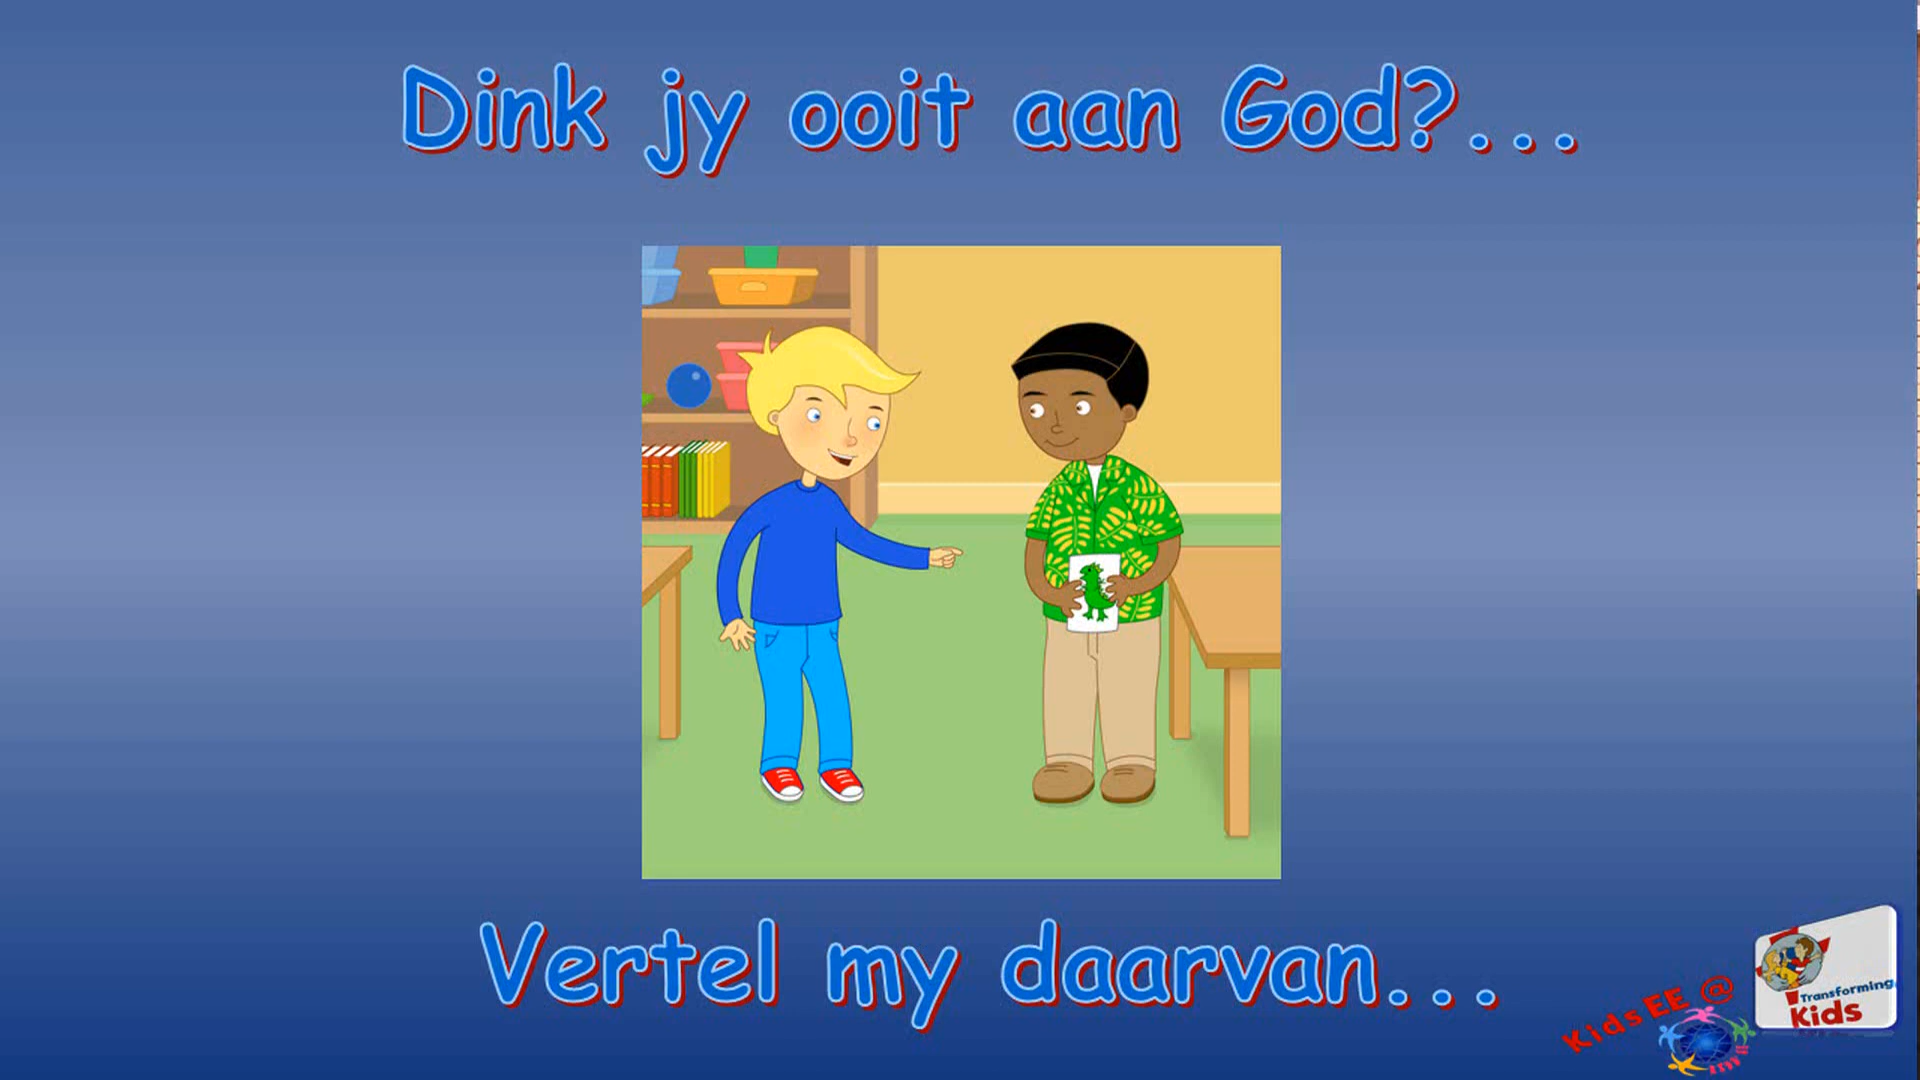 Dink jy ooit aan God?...
Vertel my daarvan...
Kids EE @
Transforming
Kids